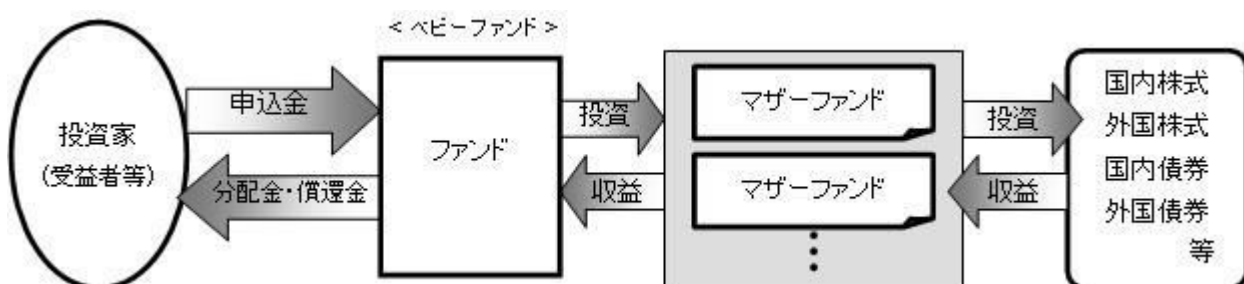 < ベビーファンド >
投資家
(受益者等)
申込金
分配金・償還金
ファンド
投資
収益
マザーファンド
マザーファンド
投資
収益
国内株式
外国株式
国内債券
外国債券
等